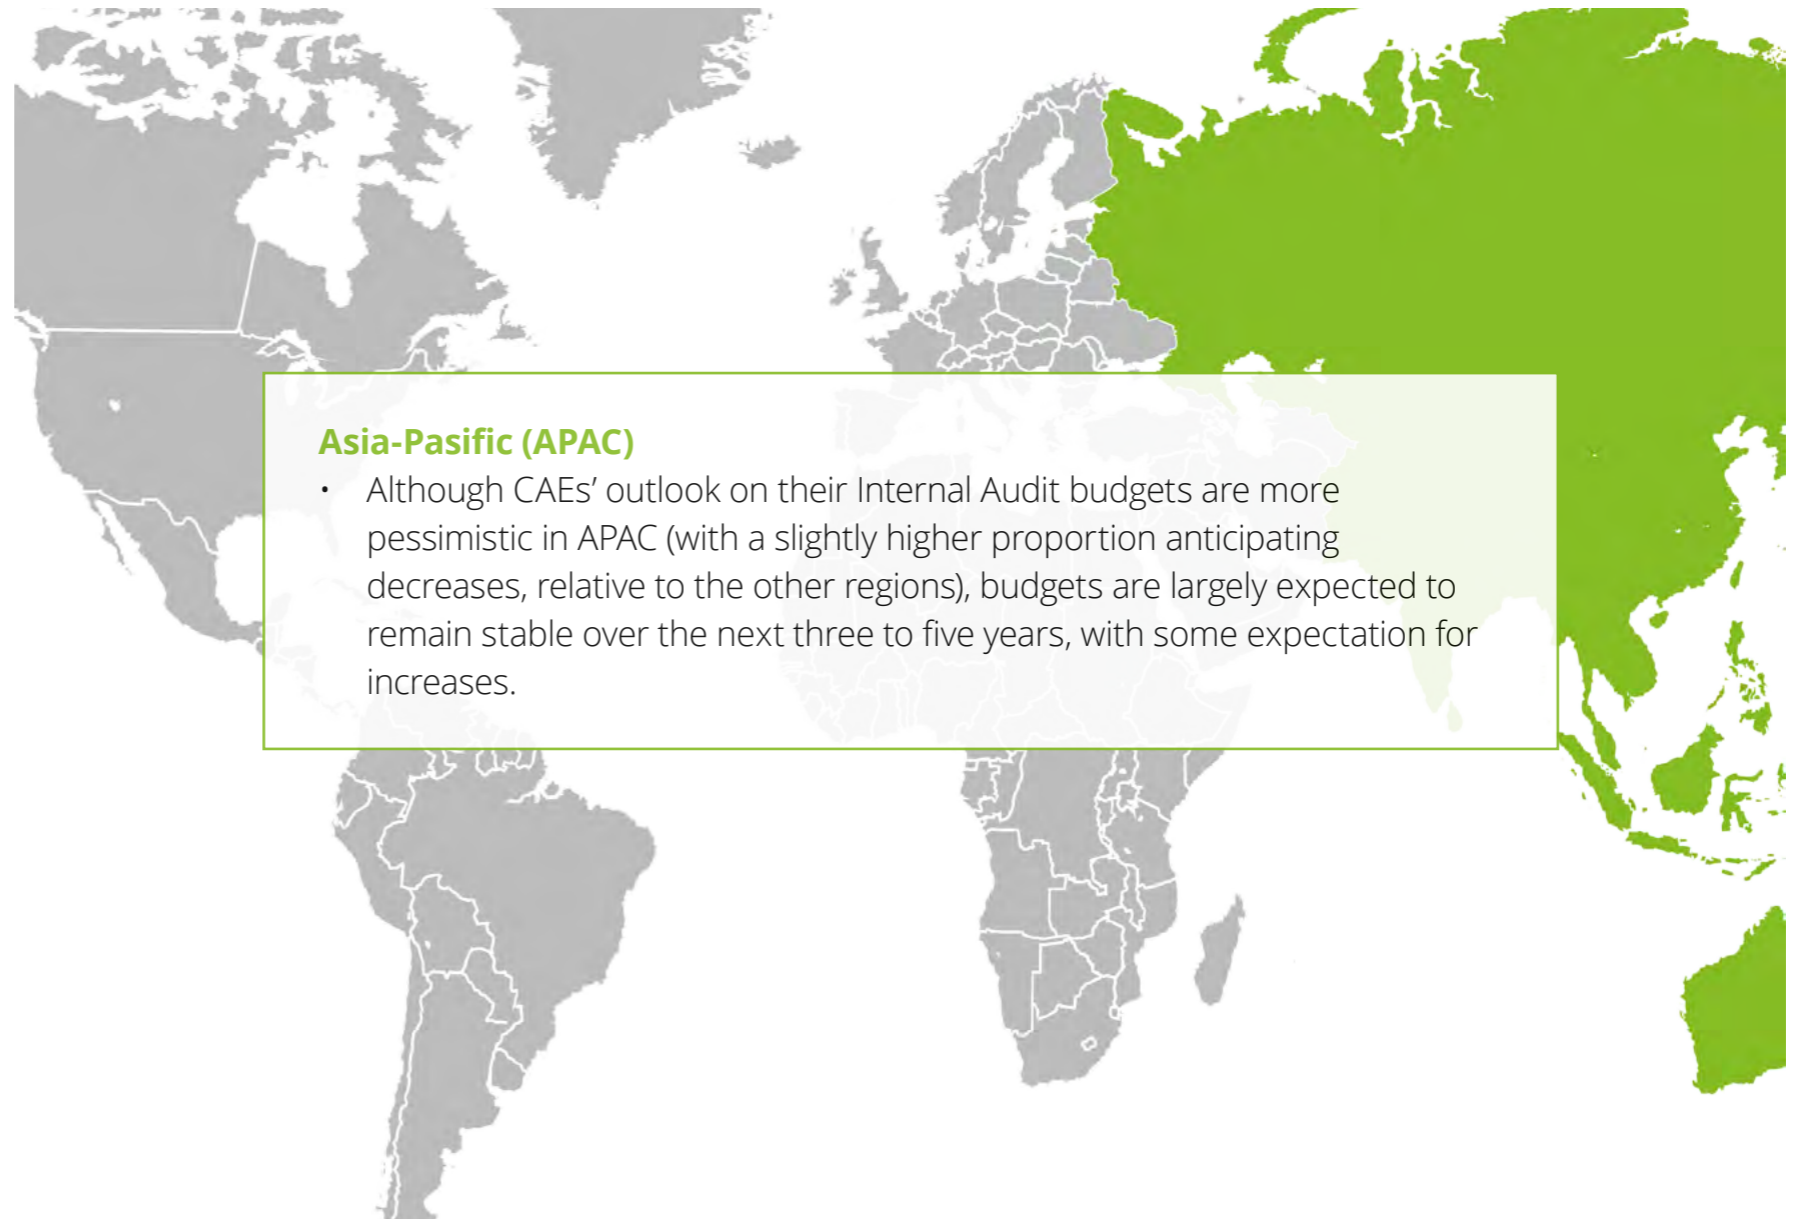 Asia-Pasific (APAC)
• Although CAEs’ outlook on their Internal Audit budgets are more
pessimistic in APAC (with a slightly higher proportion anticipating
decreases, relative to the other regions), budgets are largely expected to
remain stable over the next three to five years, with some expectation for
increases.